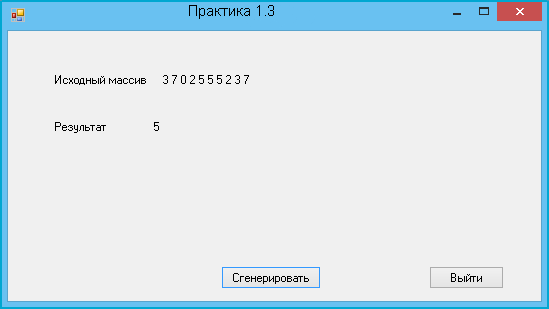 Практика 1.3
Исходный массив 3 7 0 2 5 5 5 2 3 7
Результат 5
Сгенерировать Выйти